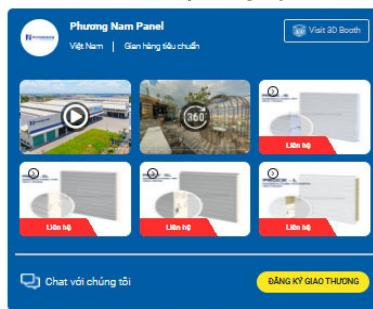 Phương Nam Panel
Việt Nam | Gian hàng tiêu chuẩn
Visit 3D Booth
360°
Liên hệ
Liên hệ
Liên hệ
Liên hệ
Chat với chúng tôi
ĐĂNG KÝ GIAO THƯƠNG